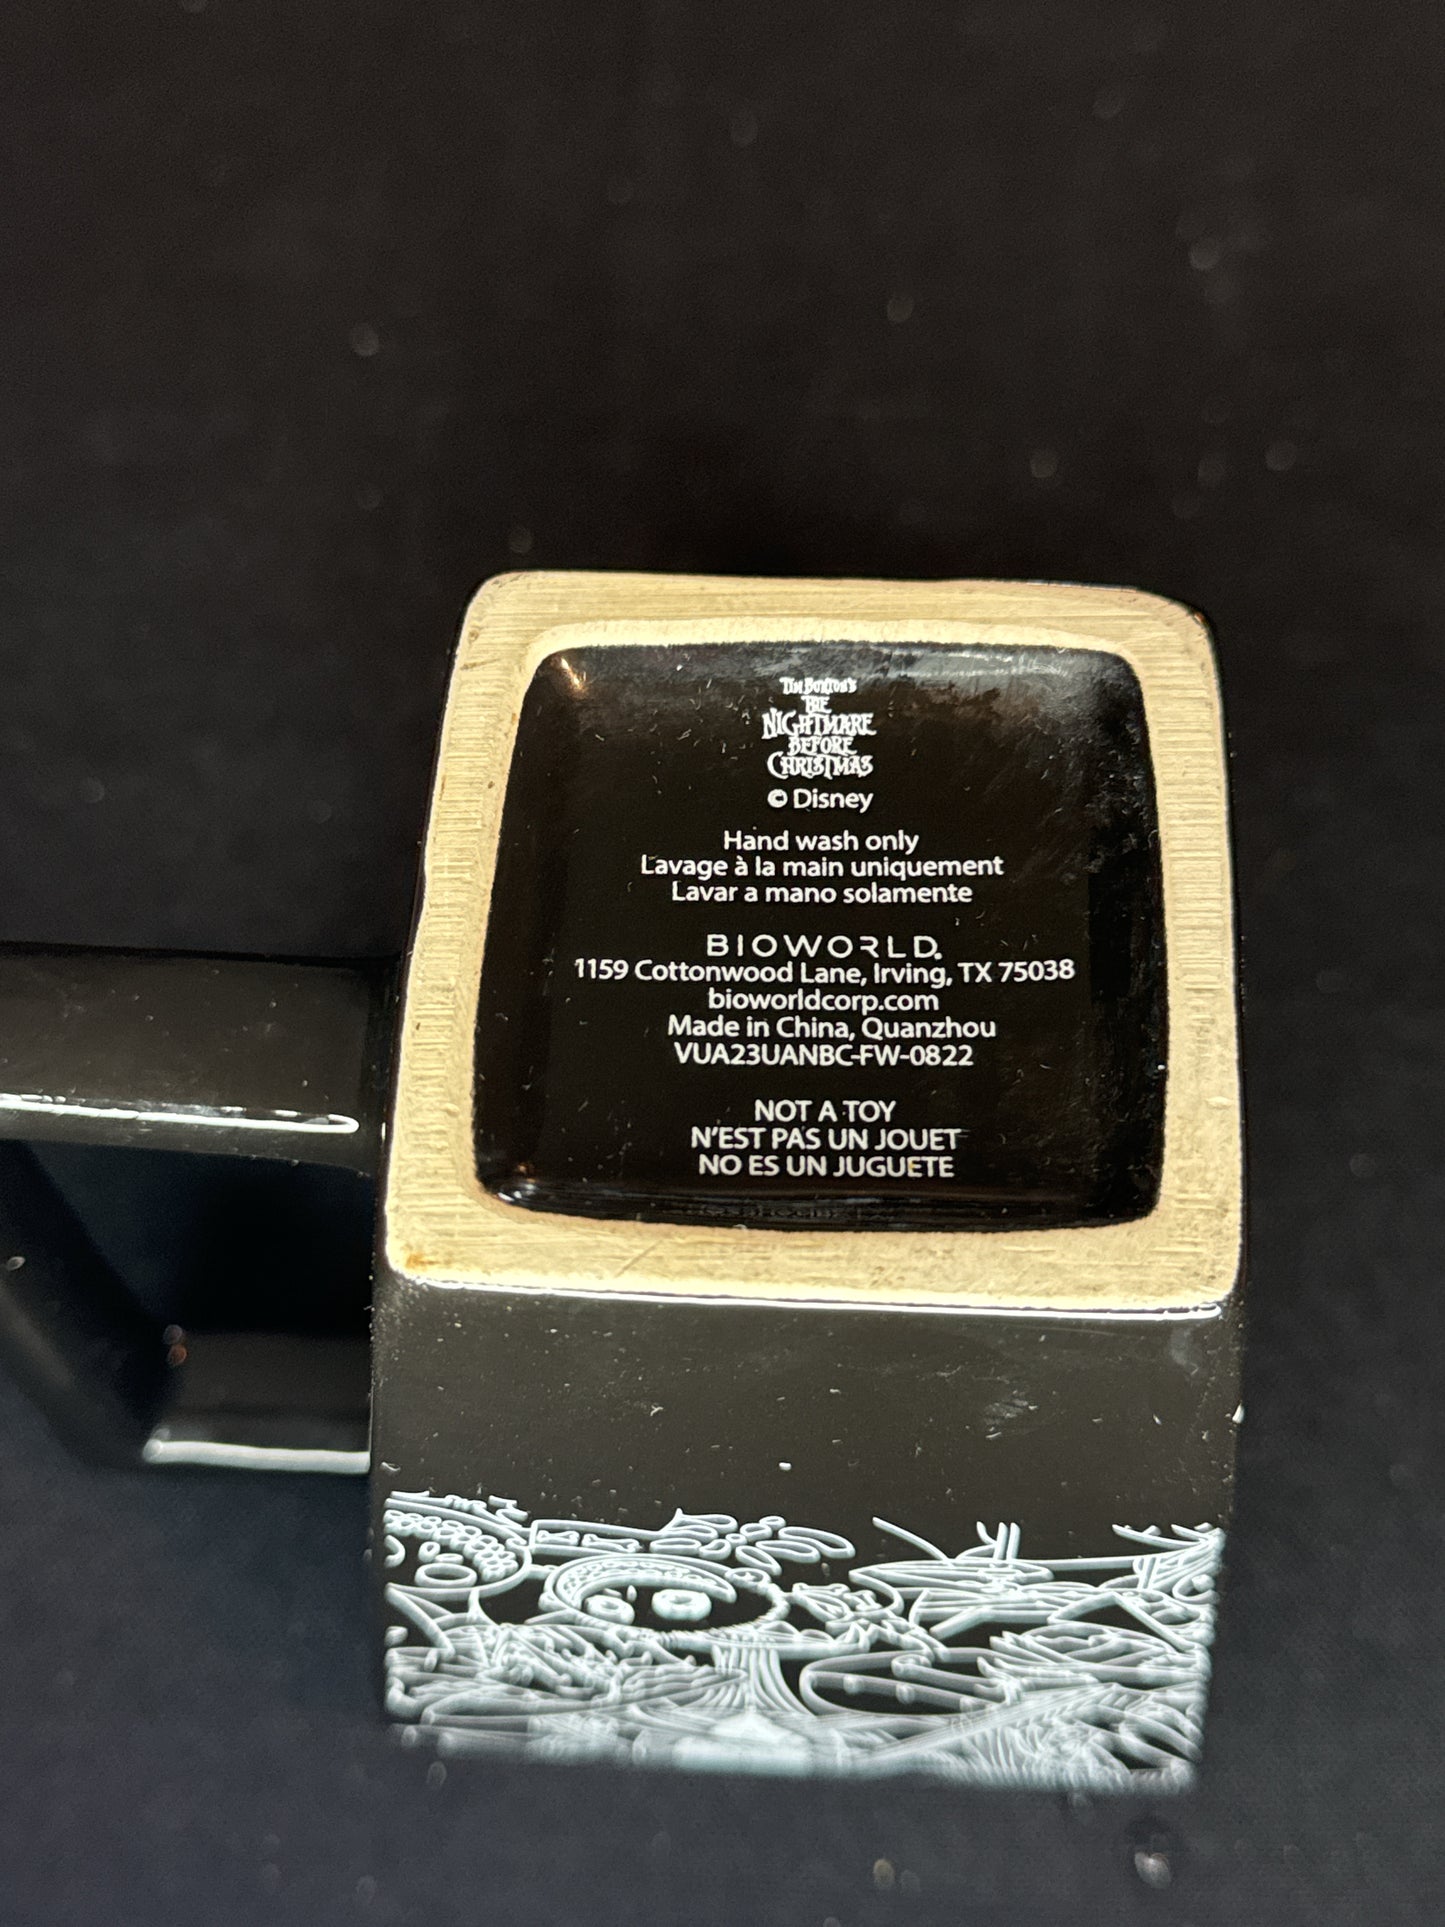 TIM BURTON'S
THE
NIGHTMARE
BEFORE
CHRISTMAS
© Disney
Hand wash only
Lavage à la main uniquement
Lavar a mano solamente
BIOWORLD.
1159 Cottonwood Lane, Irving, TX 75038
bioworldcorp.com
Made in China, Quanzhou
VUA23UANBC-FW-0822
NOT A TOY
N'EST PAS UN JOUET
NO ES UN JUGUETE